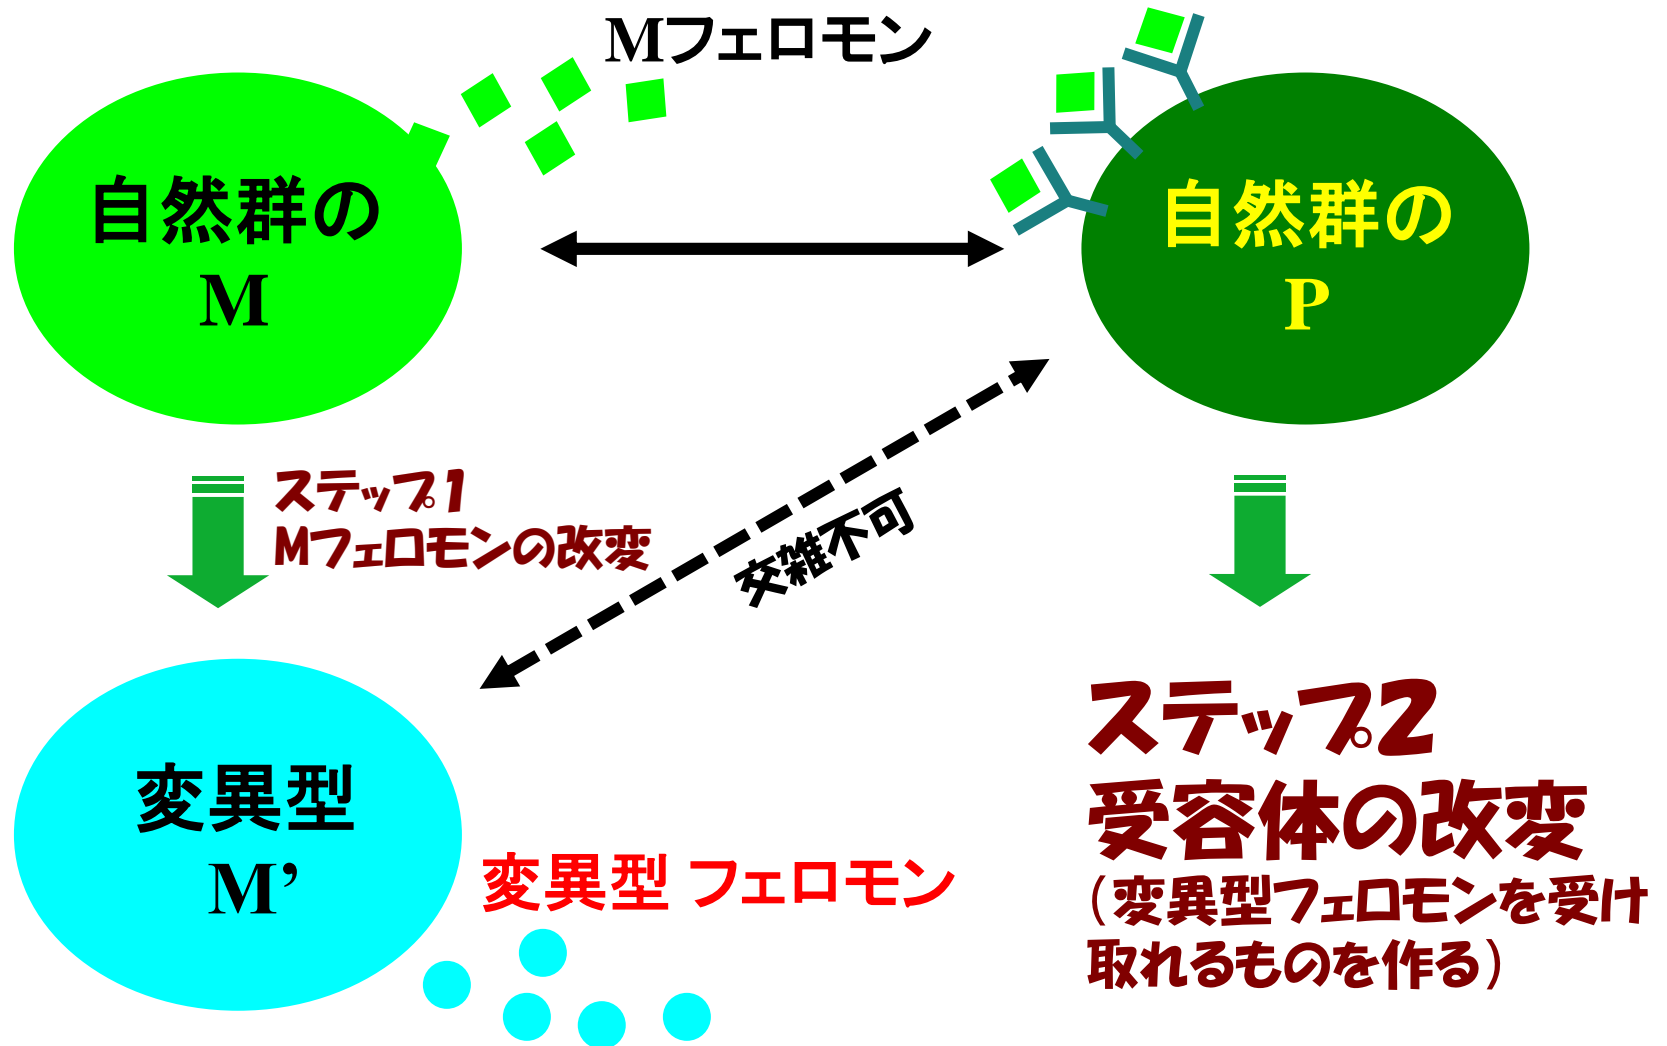 Mフェロモン
自然群の
M
自然群の
P
ステップ1
Mフェロモンの改変
交雑不可
変異型
M’
変異型 フェロモン
ステップ2
受容体の改変
（変異型フェロモンを受け
取れるものを作る）